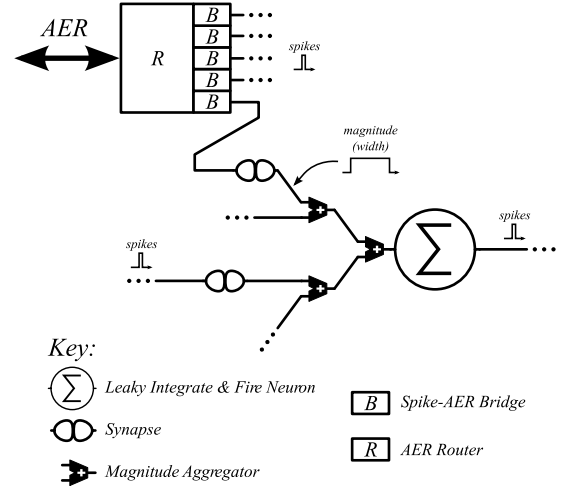 AER
R
B
B
B
B
B
spikes
magnitude
(width)
+
+
+
Σ
spikes
spikes
Key:
Σ Leaky Integrate & Fire Neuron
Synapse
+ Magnitude Aggregator
B Spike-AER Bridge
R AER Router